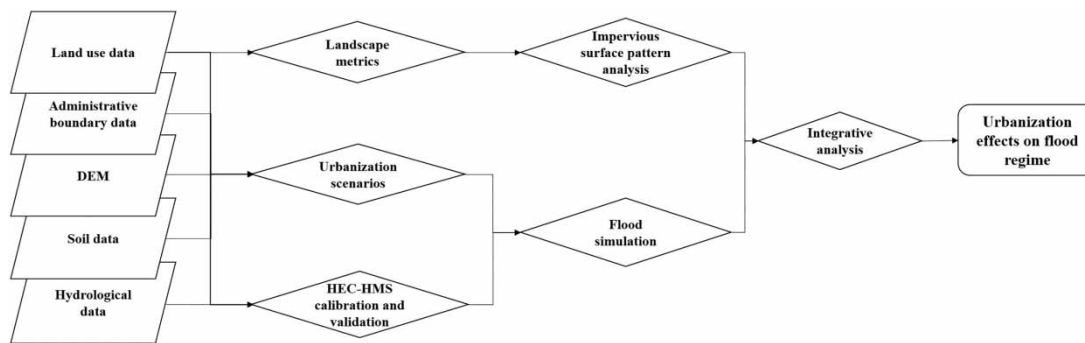 Land use data
Administrative
boundary data
DEM
Soil data
Hydrological
data
Landscape
metrics
Urbanization
scenarios
HEC-HMS
calibration and
validation
Impervious
surface pattern
analysis
Flood
simulation
Integrative
analysis
Urbanization
effects on flood
regime